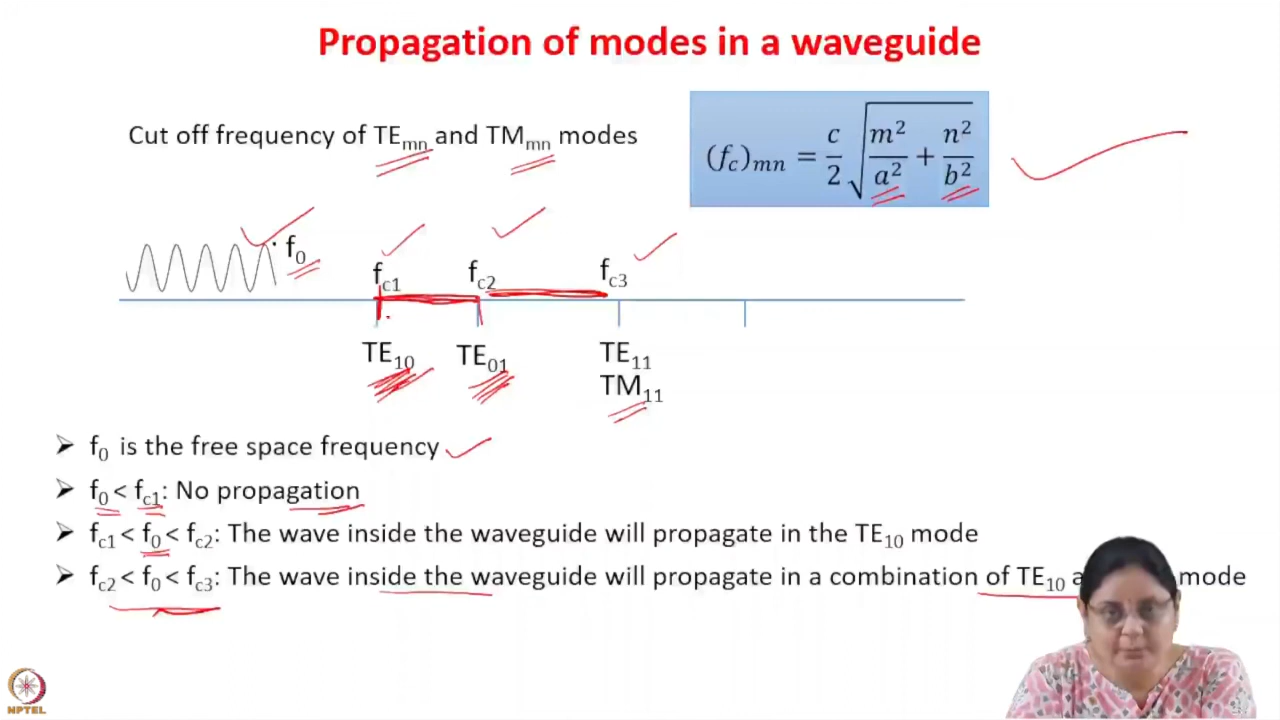 Propagation of modes in a waveguide
Cut off frequency of TEmn and TMmn modes
(fc)mn = c/2 √(m²/a² + n²/b²)
f0
fc1 fc2 fc3
TE10 TE01 TE11
TM11
➢ f0 is the free space frequency
➢ f0 < fc1: No propagation
➢ fc1 < f0 < fc2: The wave inside the waveguide will propagate in the TE10 mode
➢ fc2 < f0 < fc3: The wave inside the waveguide will propagate in a combination of TE10 mode
NPTEL